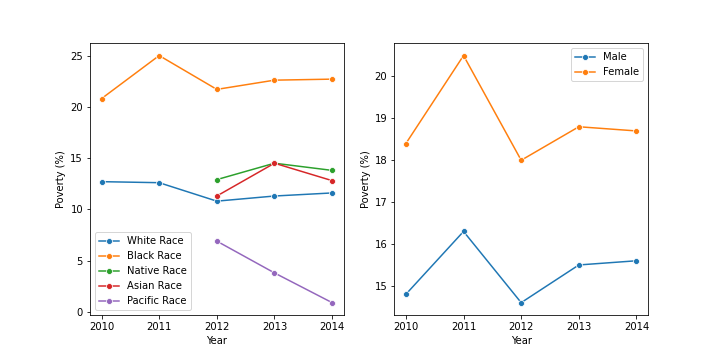 25
20
15
10
5
0
Poverty (%)
White Race
Black Race
Native Race
Asian Race
Pacific Race
2010 2011 2012 2013 2014
Year
20
19
18
17
16
15
Poverty (%)
Male
Female
2010 2011 2012 2013 2014
Year